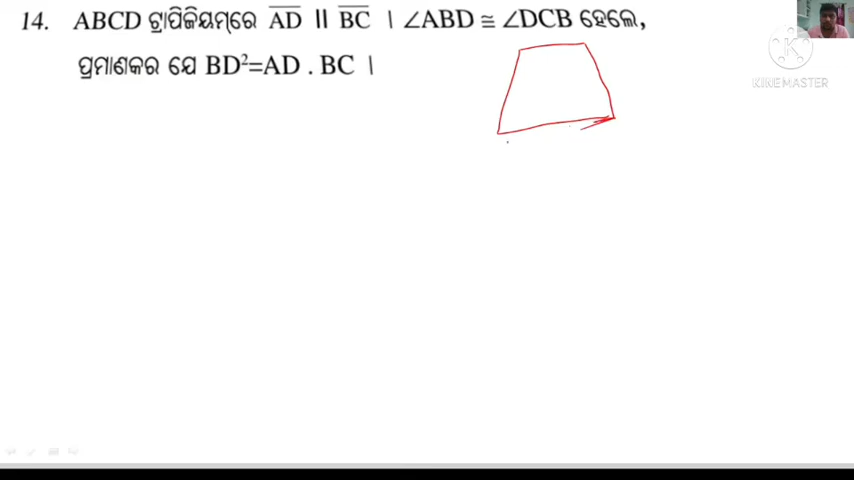 14. ABCD ଟ୍ରାପିଜିୟମ୍‌ରେ AD || BC । ∠ABD ≅ ∠DCB ହେଲେ,
ପ୍ରମାଣକର ଯେ BD²=AD . BC ।
KINEMASTER